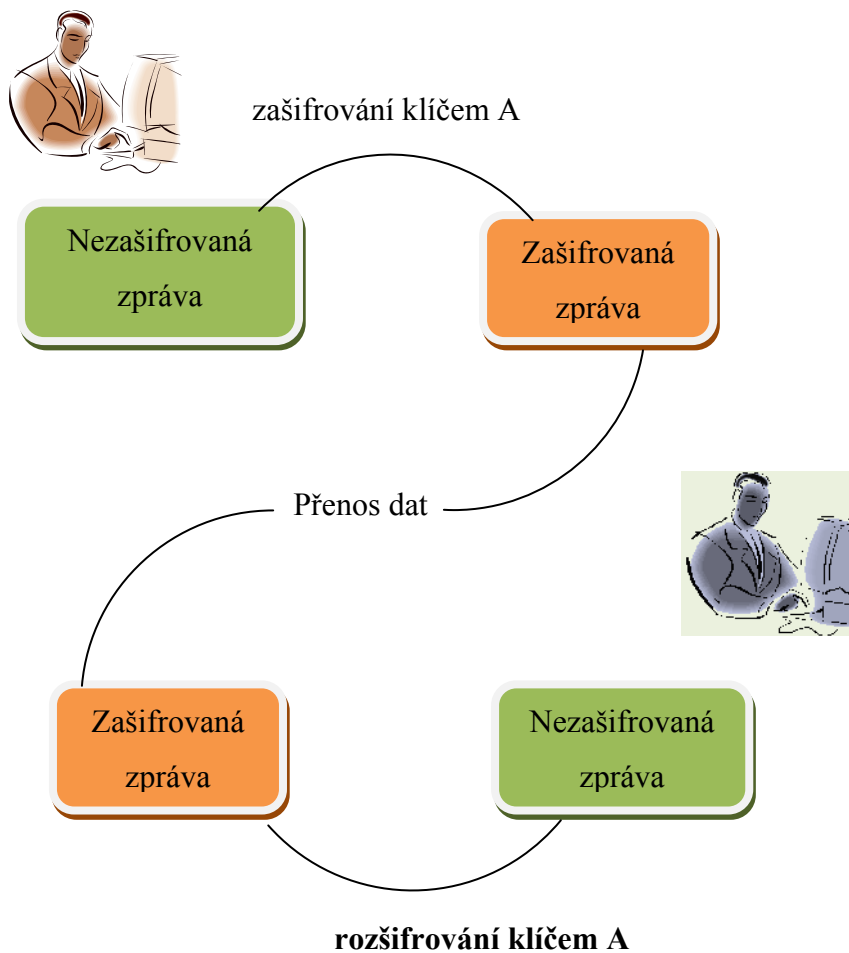 zašifrování klíčem A
Nezašifrovaná
zpráva
Zašifrovaná
zpráva
Přenos dat
Zašifrovaná
zpráva
Nezašifrovaná
zpráva
rozšifrování klíčem A